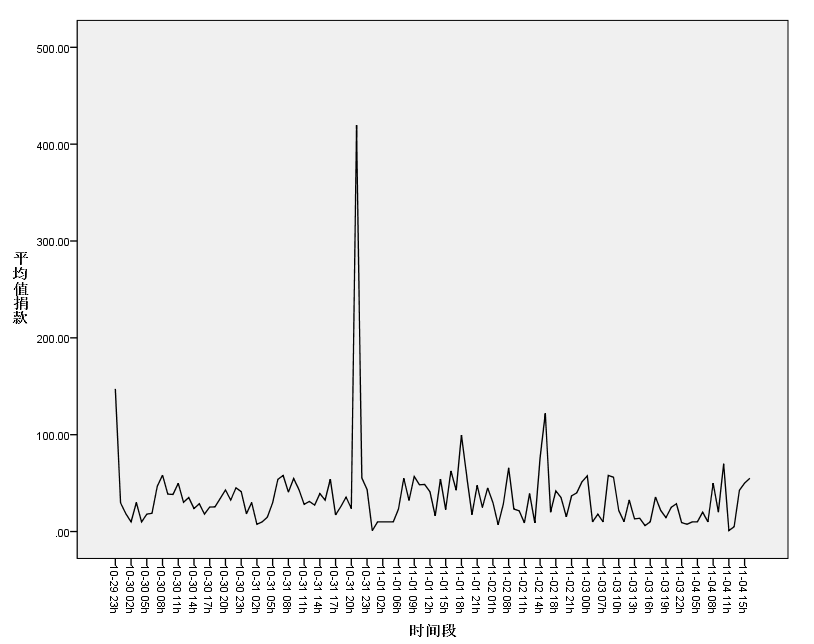 500.00
400.00
300.00
200.00
100.00
.00
平均值捐款
10-29 23h
10-30 02h
10-30 05h
10-30 08h
10-30 11h
10-30 14h
10-30 17h
10-30 20h
10-30 23h
10-31 02h
10-31 05h
10-31 08h
10-31 11h
10-31 14h
10-31 17h
10-31 20h
10-31 23h
11-01 02h
11-01 06h
11-01 09h
11-01 12h
11-01 15h
11-01 18h
11-01 21h
11-02 01h
11-02 08h
11-02 11h
11-02 14h
11-02 18h
11-02 21h
11-03 00h
11-03 07h
11-03 10h
11-03 13h
11-03 16h
11-03 19h
11-03 22h
11-04 05h
11-04 08h
11-04 11h
11-04 15h
时间段